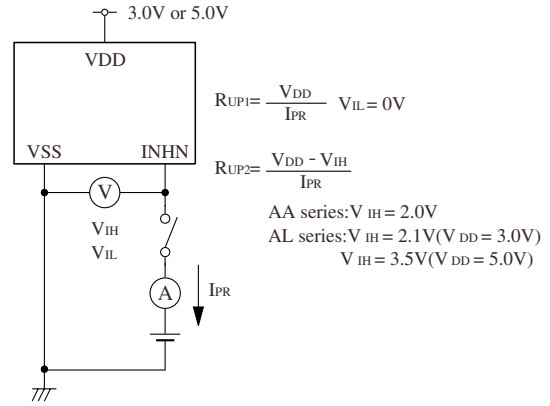 3.0V or 5.0V
VDD
VSS INHN
V
VIH
VIL
A
IPR
RUP1= VDD / IPR VIL = 0V
RUP2= VDD - VIH / IPR
AA series:V IH = 2.0V
AL series:V IH = 2.1V(V DD = 3.0V)
V IH = 3.5V(V DD = 5.0V)